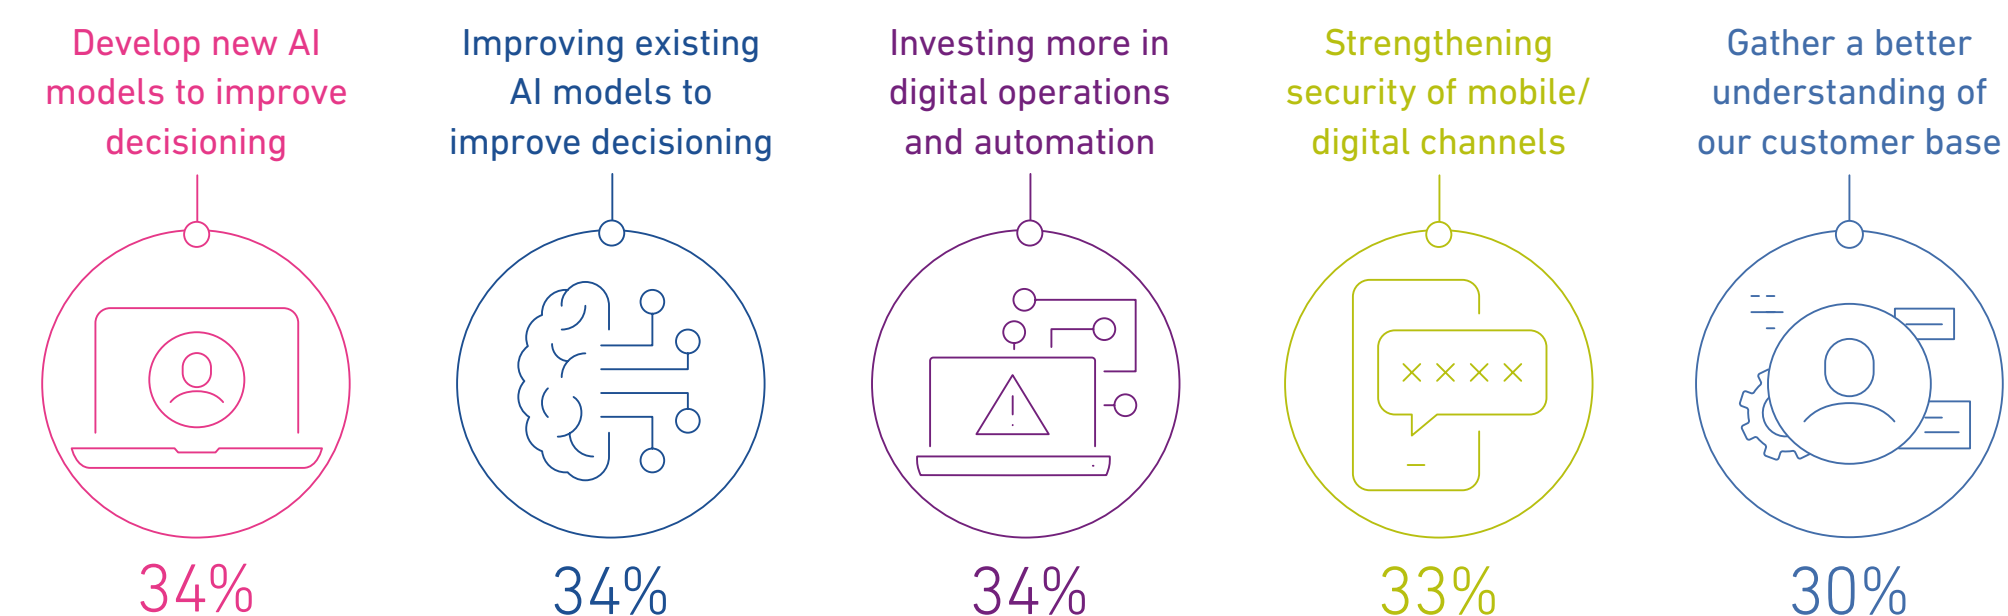 Develop new AI
models to improve
decisioning
34%
Improving existing
AI models to
improve decisioning
34%
Investing more in
digital operations
and automation
34%
Strengthening
security of mobile/
digital channels
33%
Gather a better
understanding of
our customer base
30%